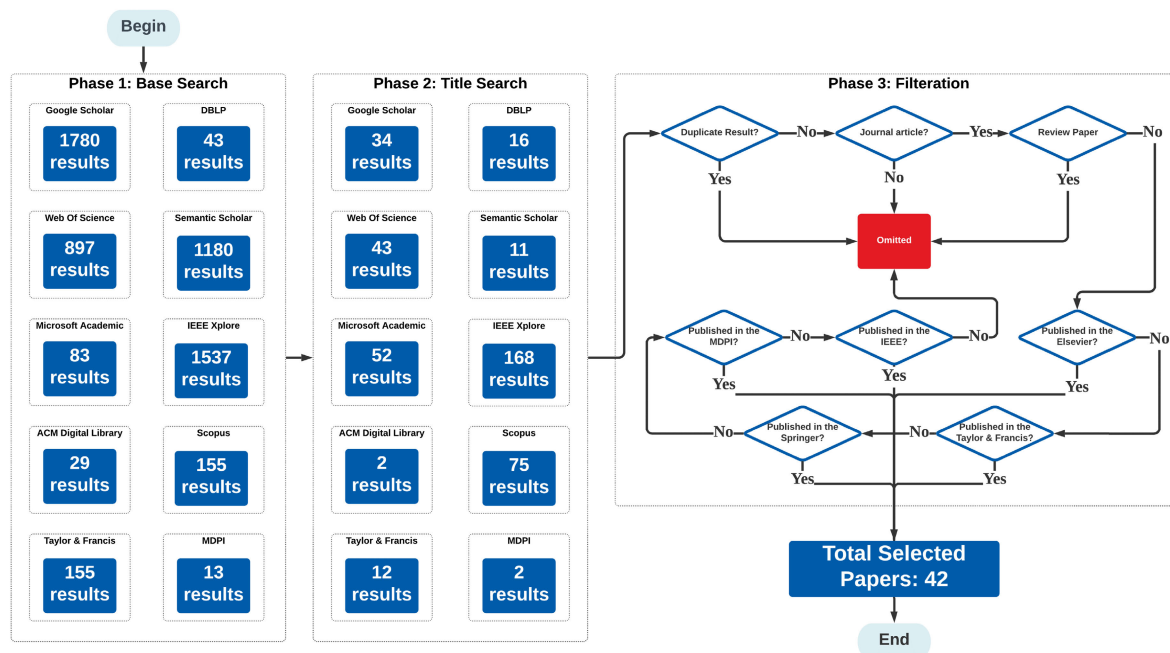 Begin
Phase 1: Base Search
Google Scholar
1780
results
DBLP
43
results
Web Of Science
897
results
Semantic Scholar
1180
results
Microsoft Academic
83
results
IEEE Xplore
1537
results
ACM Digital Library
29
results
Scopus
155
results
Taylor & Francis
155
results
MDPI
13
results
Phase 2: Title Search
Google Scholar
34
results
DBLP
16
results
Web Of Science
43
results
Semantic Scholar
11
results
Microsoft Academic
52
results
IEEE Xplore
168
results
ACM Digital Library
2
results
Scopus
75
results
Taylor & Francis
12
results
MDPI
2
results
Phase 3: Filteration
Duplicate Result?
No
Journal article?
Yes
Review Paper
No
Yes
No
Yes
Omitted
Published in the
MDPI?
No
Published in the
IEEE?
No
Published in the
Elsevier?
No
Yes
Yes
Yes
No
Published in the
Springer?
No
Published in the
Taylor & Francis?
Yes
Yes
Total Selected
Papers: 42
End